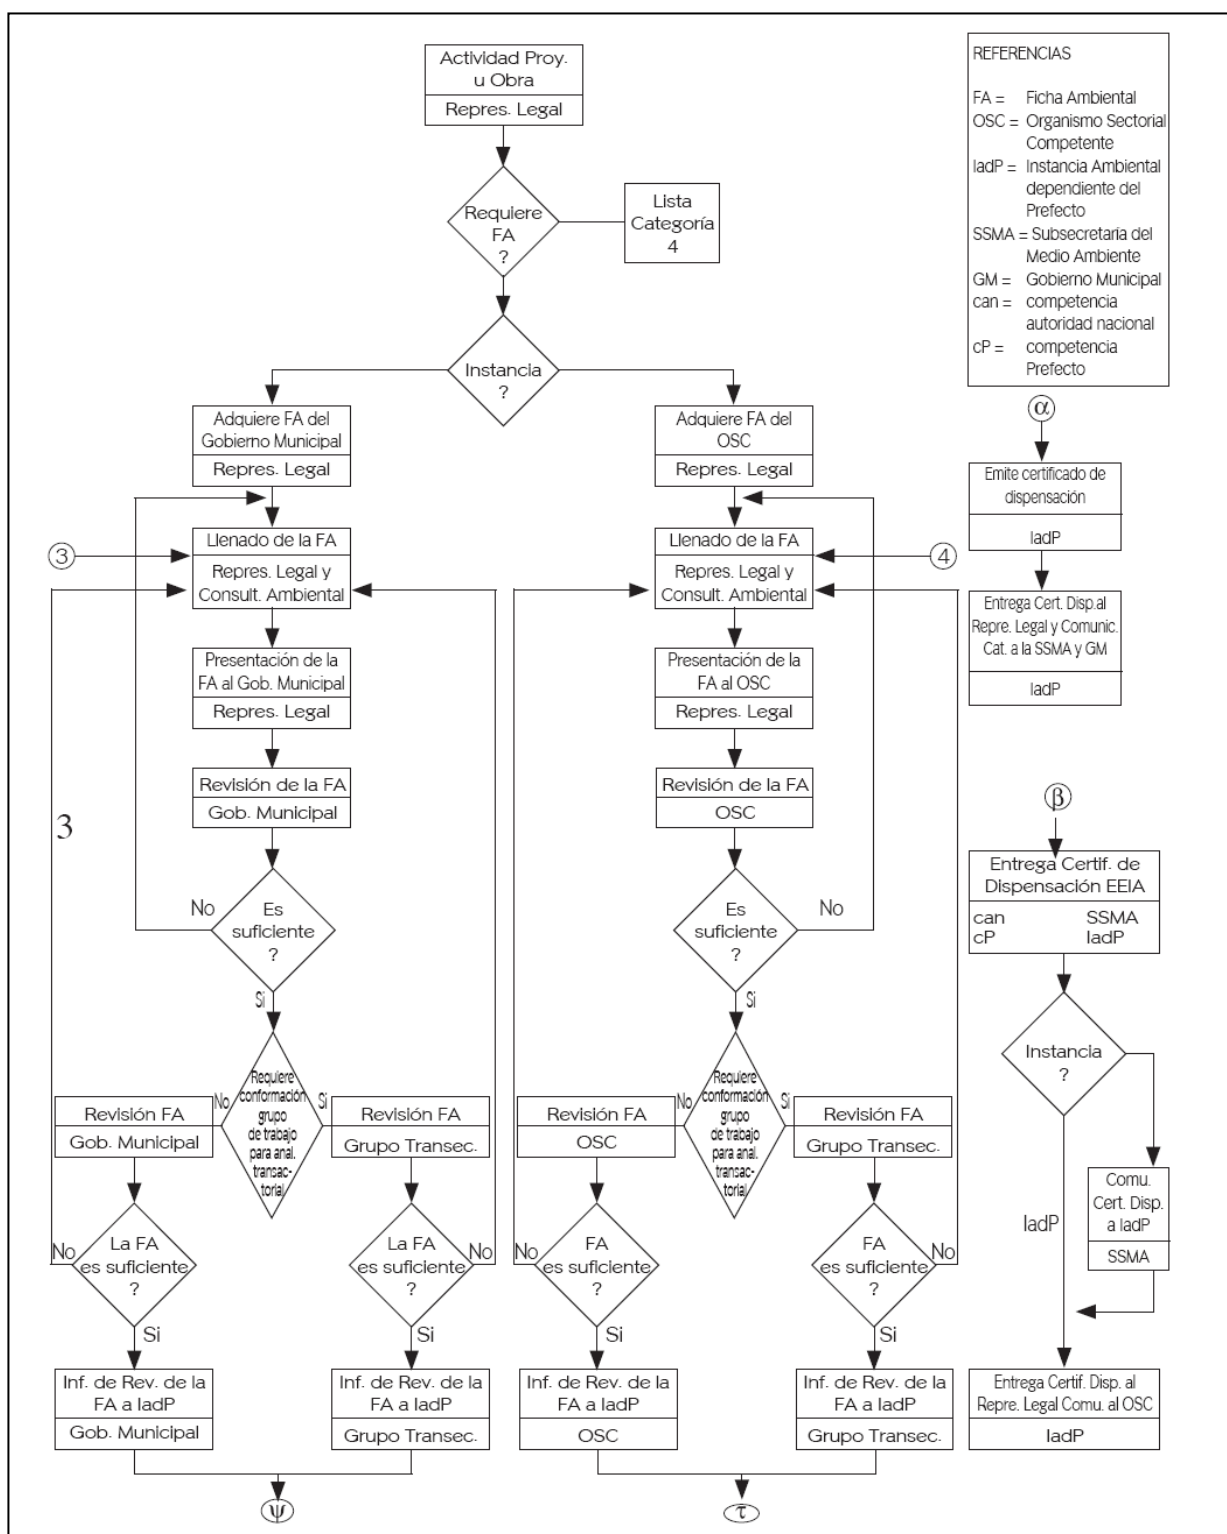 Actividad Proy.
u Obra
Repres. Legal
Requiere
FA
?
Lista
Categoría
4
Instancia
?
REFERENCIAS
FA = Ficha Ambiental
OSC = Organismo Sectorial
Competente
IadP = Instancia Ambiental
dependiente del
Prefecto
SSMA = Subsecretaría del
Medio Ambiente
GM = Gobierno Municipal
can = competencia
autoridad nacional
cP = competencia
Prefecto
Adquiere FA del
Gobierno Municipal
Repres. Legal
3
Llenado de la FA
Repres. Legal y
Consult. Ambiental
Presentación de la
FA al Gob. Municipal
Repres. Legal
Revisión de la FA
Gob. Municipal
3
No
Es
suficiente
?
Si
Requiere
conformación
grupo
de trabajo
para anal.
transac-
torial
No
Si
Revisión FA
Gob. Municipal
Revisión FA
Grupo Transec.
No
La FA
es suficiente
?
Si
La FA
es suficiente
?
No
Si
Inf. de Rev. de la
FA a IadP
Gob. Municipal
Inf. de Rev. de la
FA a IadP
Grupo Transec.
ψ
Adquiere FA del
OSC
Repres. Legal
Llenado de la FA
4
Repres. Legal y
Consult. Ambiental
Presentación de la
FA al OSC
Repres. Legal
Revisión de la FA
OSC
Es
suficiente
?
No
Si
Requiere
conformación
grupo
de trabajo
para anal.
transac-
torial
No
Si
Revisión FA
OSC
Revisión FA
Grupo Transec.
No
FA
es suficiente
?
Si
FA
es suficiente
?
No
Si
Inf. de Rev. de la
FA a IadP
OSC
Inf. de Rev. de la
FA a IadP
Grupo Transec.
τ
α
Emite certificado de
dispensación
IadP
Entrega Cert. Disp.al
Repre. Legal y Comunic.
Cat. a la SSMA y GM
IadP
β
Entrega Certif. de
Dispensación EEIA
can SSMA
cP IadP
Instancia
?
IadP
Comu.
Cert. Disp.
a IadP
SSMA
Entrega Certif. Disp. al
Repre. Legal Comu. al OSC
IadP